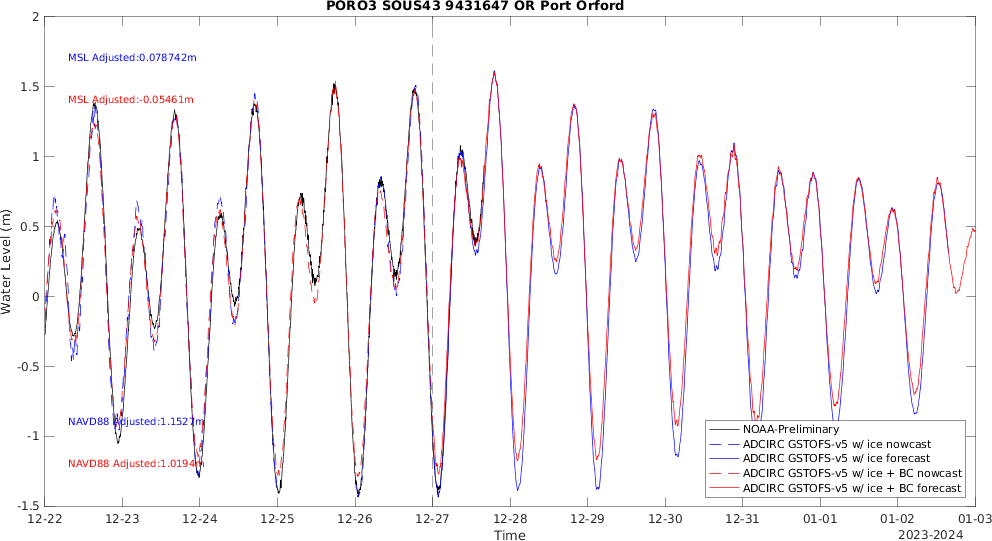 PORO3 SOUS43 9431647 OR Port Orford
2
1.5
1
0.5
0
-0.5
-1
-1.5
Water Level (m)
MSL Adjusted:0.078742m
MSL Adjusted:-0.05461m
NAVD88 Adjusted:1.1527m
NAVD88 Adjusted:1.0194m
NOAA-Preliminary
ADCIRC GSTOFS-v5 w/ ice nowcast
ADCIRC GSTOFS-v5 w/ ice forecast
ADCIRC GSTOFS-v5 w/ ice + BC nowcast
ADCIRC GSTOFS-v5 w/ ice + BC forecast
12-22 12-23 12-24 12-25 12-26 12-27 12-28 12-29 12-30 12-31 01-01 01-02 01-03
Time
2023-2024